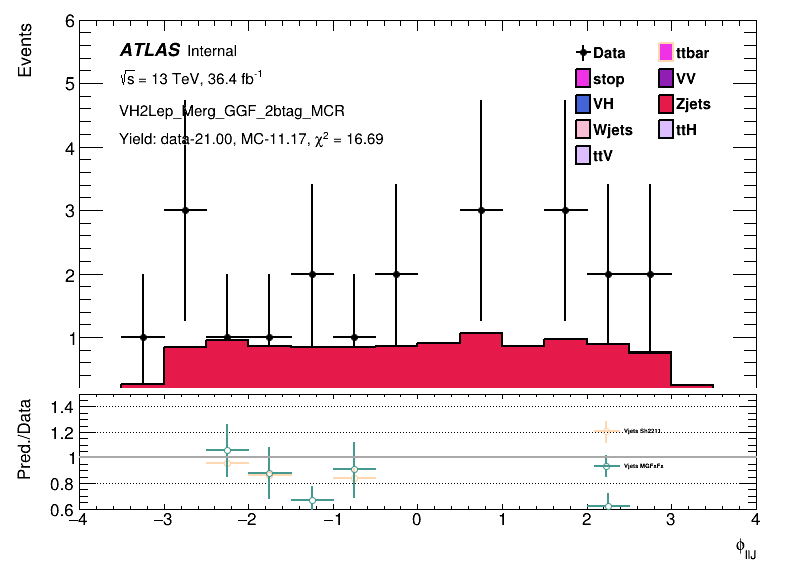 6
Events
ATLAS Internal
√s = 13 TeV, 36.4 fb⁻¹
VH2Lep_Merg_GGF_2btag_MCR
Yield: data-21.00, MC-11.17, χ² = 16.69
Data
ttbar
stop
VV
VH
Zjets
Wjets
ttH
ttV
5
4
3
2
1
Pred./Data
1.4
1.2
1
0.8
0.6
Vjets Sh2211
Vjets MGFxFx
−4 −3 −2 −1 0 1 2 3 4
ϕllJ